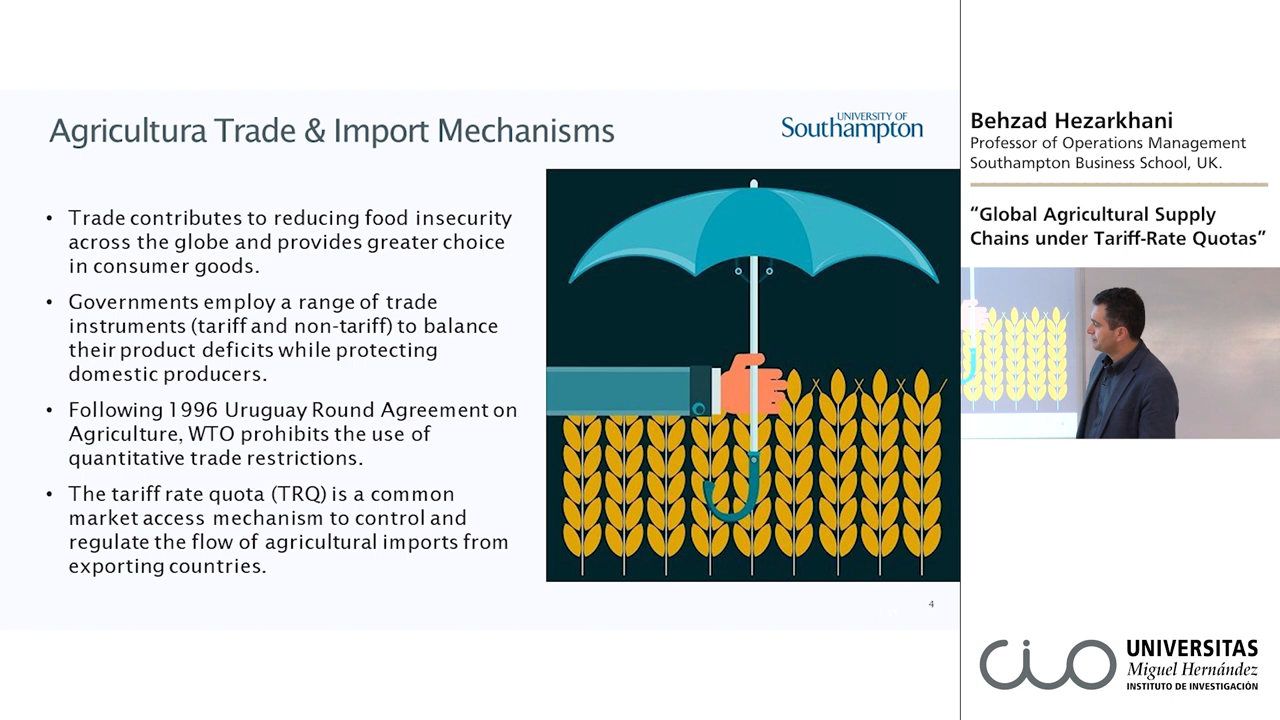 Agricultura Trade & Import Mechanisms
UNIVERSITY OF
Southampton
• Trade contributes to reducing food insecurity
across the globe and provides greater choice
in consumer goods.
• Governments employ a range of trade
instruments (tariff and non-tariff) to balance
their product deficits while protecting
domestic producers.
• Following 1996 Uruguay Round Agreement on
Agriculture, WTO prohibits the use of
quantitative trade restrictions.
• The tariff rate quota (TRQ) is a common
market access mechanism to control and
regulate the flow of agricultural imports from
exporting countries.
4
Behzad Hezarkhani
Professor of Operations Management
Southampton Business School, UK.
“Global Agricultural Supply
Chains under Tariff-Rate Quotas”
cio
UNIVERSITAS
Miguel Hernández
INSTITUTO DE INVESTIGACIÓN